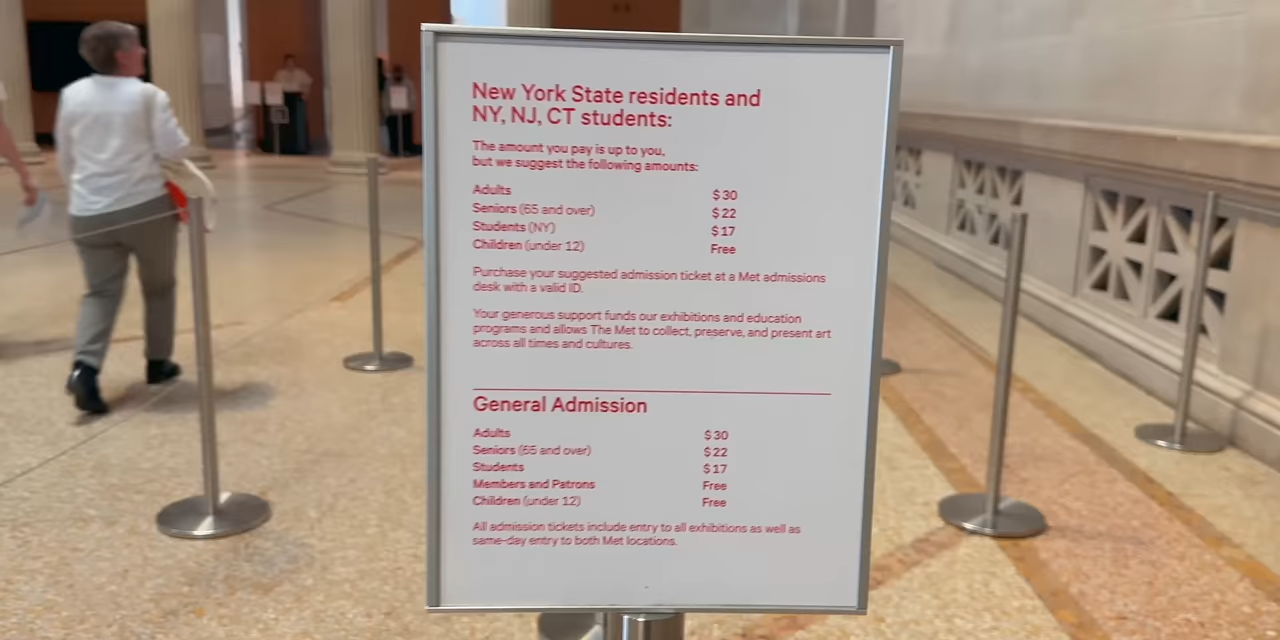 New York State residents and
NY, NJ, CT students:
The amount you pay is up to you,
but we suggest the following amounts:
Adults $30
Seniors (65 and over) $22
Students (NY) $17
Children (under 12) Free
Purchase your suggested admission ticket at a Met admissions
desk with a valid ID.
Your generous support funds our exhibitions and education
programs and allows The Met to collect, preserve, and present art
across all times and cultures.
General Admission
Adults $30
Seniors (65 and over) $22
Students $17
Members and Patrons Free
Children (under 12) Free
All admission tickets include entry to all exhibitions as well as
same-day entry to both Met locations.